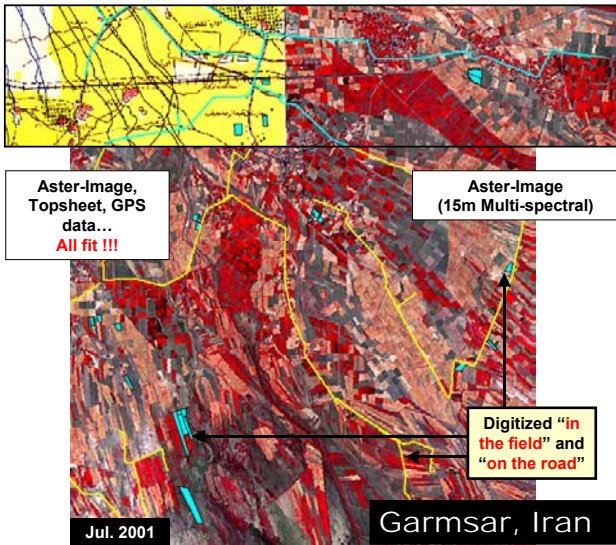 Aster-Image,
Topsheet, GPS
data…
All fit !!!
Aster-Image
(15m Multi-spectral)
Digitized “in
the field” and
“on the road”
Jul. 2001
Garmsar, Iran